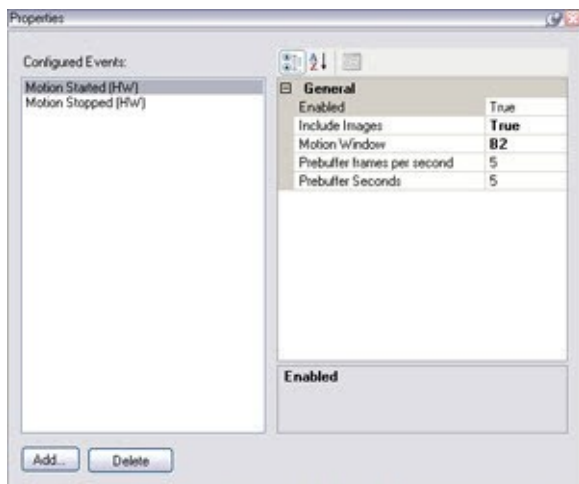 Properties
Configured Events:
Motion Started (HW)
Motion Stopped (HW)
General
Enabled True
Include Images True
Motion Window B2
Prebuffer frames per second 5
Prebuffer Seconds 5
Enabled
Add... Delete